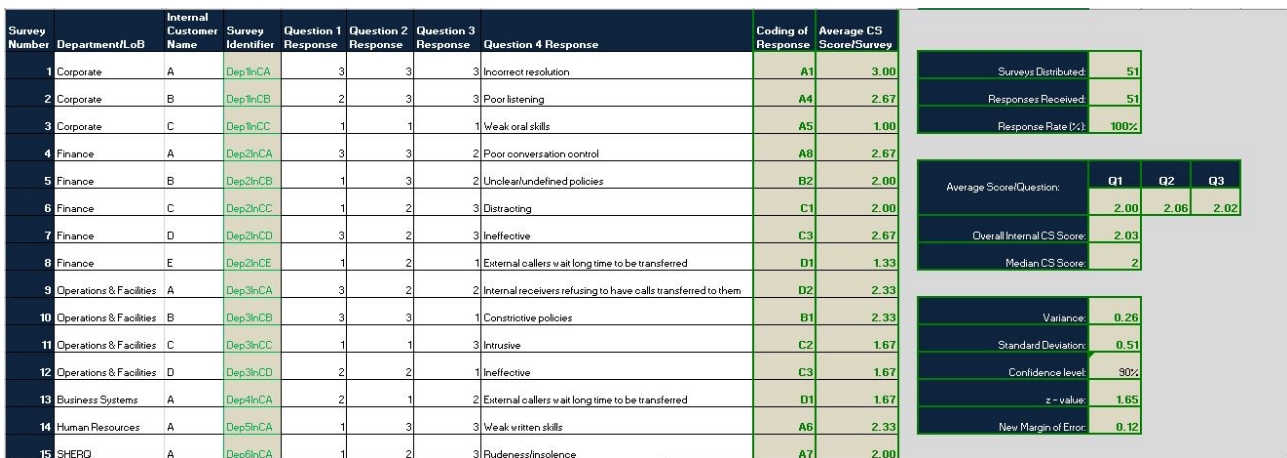 Survey Number Department/LoB Internal Customer Name Survey Identifier Question 1 Response Question 2 Response Question 3 Response Question 4 Response Coding of Response Average CS Score/Survey
1 Corporate A Dep1InCA 3 3 3 Incorrect resolution A1 3.00
2 Corporate B Dep1InCB 2 3 3 Poor listening A4 2.67
3 Corporate C Dep1InCC 1 1 1 Weak oral skills A5 1.00
4 Finance A Dep2InCA 3 3 2 Poor conversation control A8 2.67
5 Finance B Dep2InCB 1 3 2 Unclear/undefined policies B2 2.00
6 Finance C Dep2InCC 1 2 3 Distracting C1 2.00
7 Finance D Dep2InCD 3 2 3 Ineffective C3 2.67
8 Finance E Dep2InCE 1 2 1 External callers wait long time to be transferred D1 1.33
9 Operations & Facilities A Dep3InCA 3 2 2 Internal receivers refusing to have calls transferred to them D2 2.33
10 Operations & Facilities B Dep3InCB 3 3 1 Constrictive policies B1 2.33
11 Operations & Facilities C Dep3InCC 1 1 3 Intrusive C2 1.67
12 Operations & Facilities D Dep3InCD 2 2 1 Ineffective C3 1.67
13 Business Systems A Dep4InCA 2 1 2 External callers wait long time to be transferred D1 1.67
14 Human Resources A Dep5InCA 1 3 3 Weak written skills A6 2.33
15 SHERQ A Dep6InCA 1 2 3 Rudeness/insolence A7 2.00
Surveys Distributed: 51
Responses Received: 51
Response Rate (%): 100%
Average Score/Question: Q1 Q2 Q3
2.00 2.06 2.02
Overall Internal CS Score: 2.03
Median CS Score: 2
Variance: 0.26
Standard Deviation: 0.51
Confidence level: 90%
z - value: 1.65
New Margin of Error: 0.12